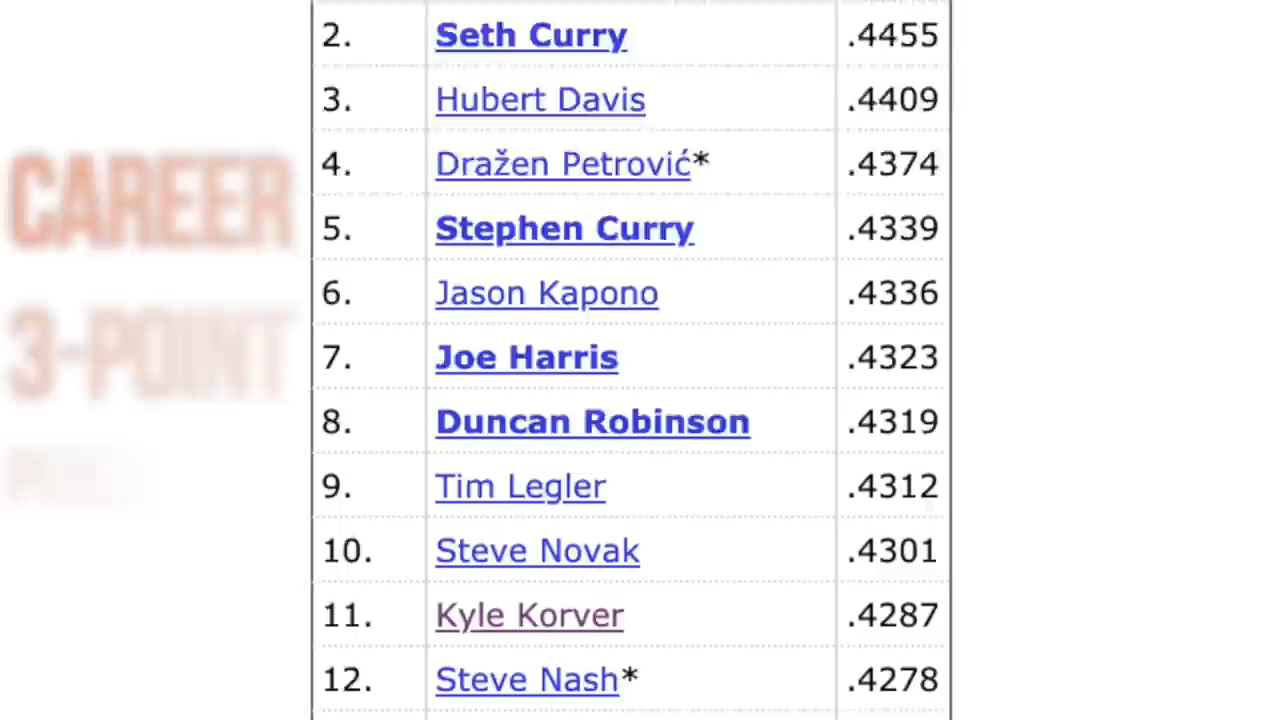 CAREER
3-POINT
2. Seth Curry .4455
3. Hubert Davis .4409
4. Dražen Petrović* .4374
5. Stephen Curry .4339
6. Jason Kapono .4336
7. Joe Harris .4323
8. Duncan Robinson .4319
9. Tim Legler .4312
10. Steve Novak .4301
11. Kyle Korver .4287
12. Steve Nash* .4278